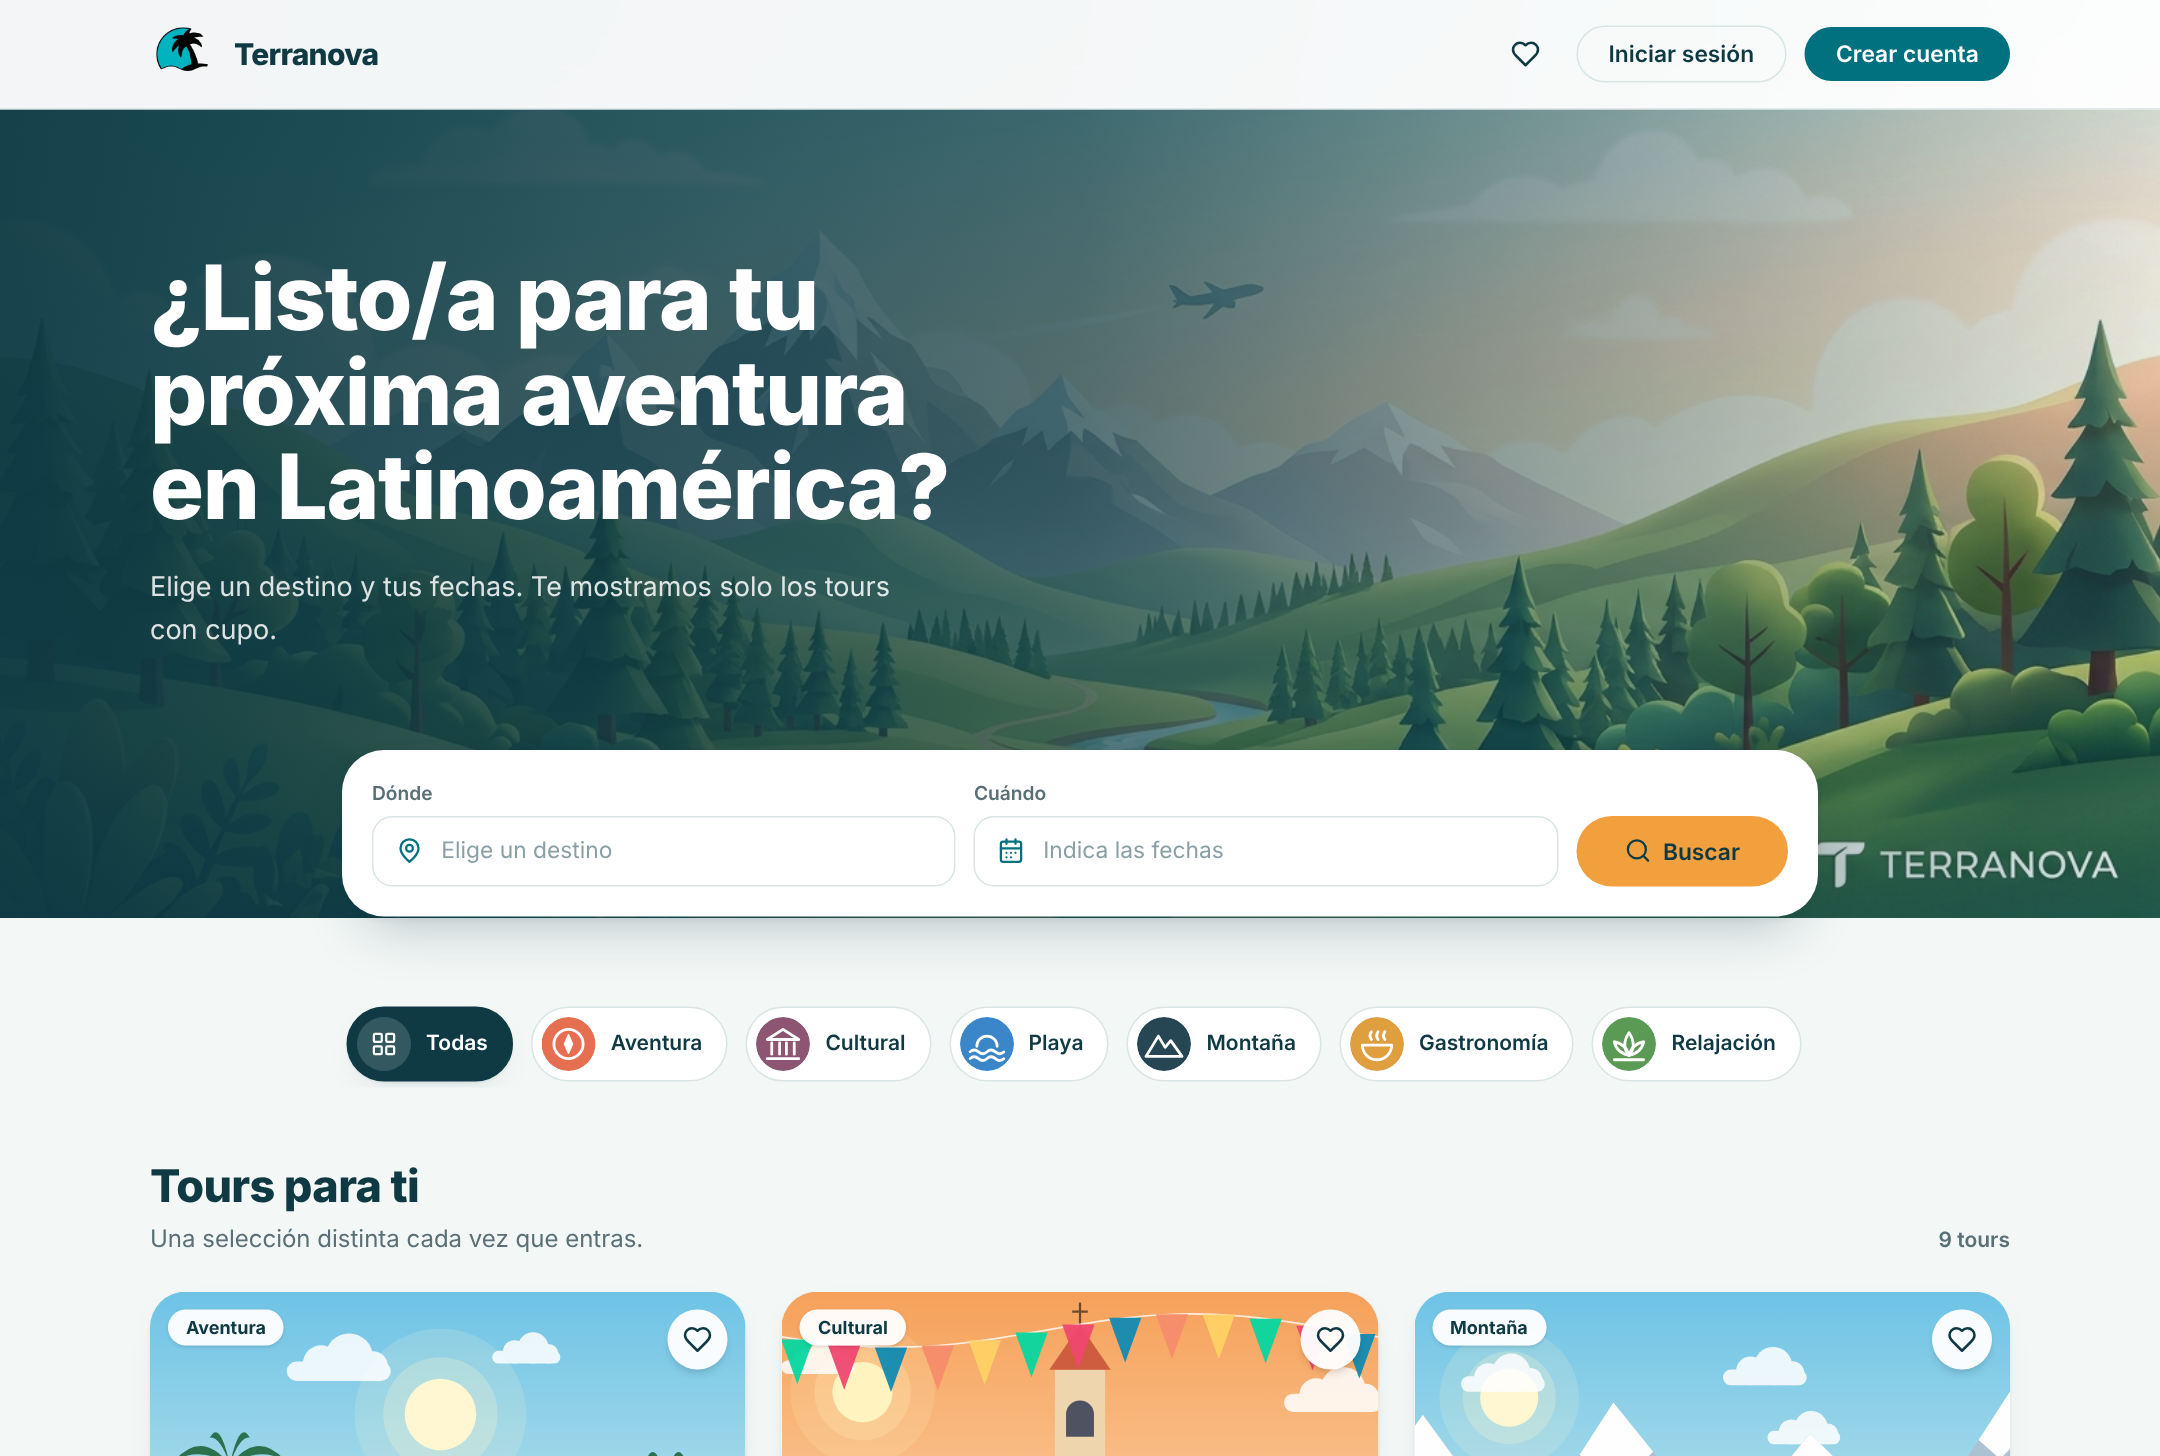 Terranova
Iniciar sesión
Crear cuenta
¿Listo/a para tu
próxima aventura
en Latinoamérica?
Elige un destino y tus fechas. Te mostramos solo los tours
con cupo.
Dónde
Cuándo
Elige un destino
Indica las fechas
Buscar
TERRANOVA
Todas
Aventura
Cultural
Playa
Montaña
Gastronomía
Relajación
Tours para ti
Una selección distinta cada vez que entras.
9 tours
Aventura
Cultural
Montaña